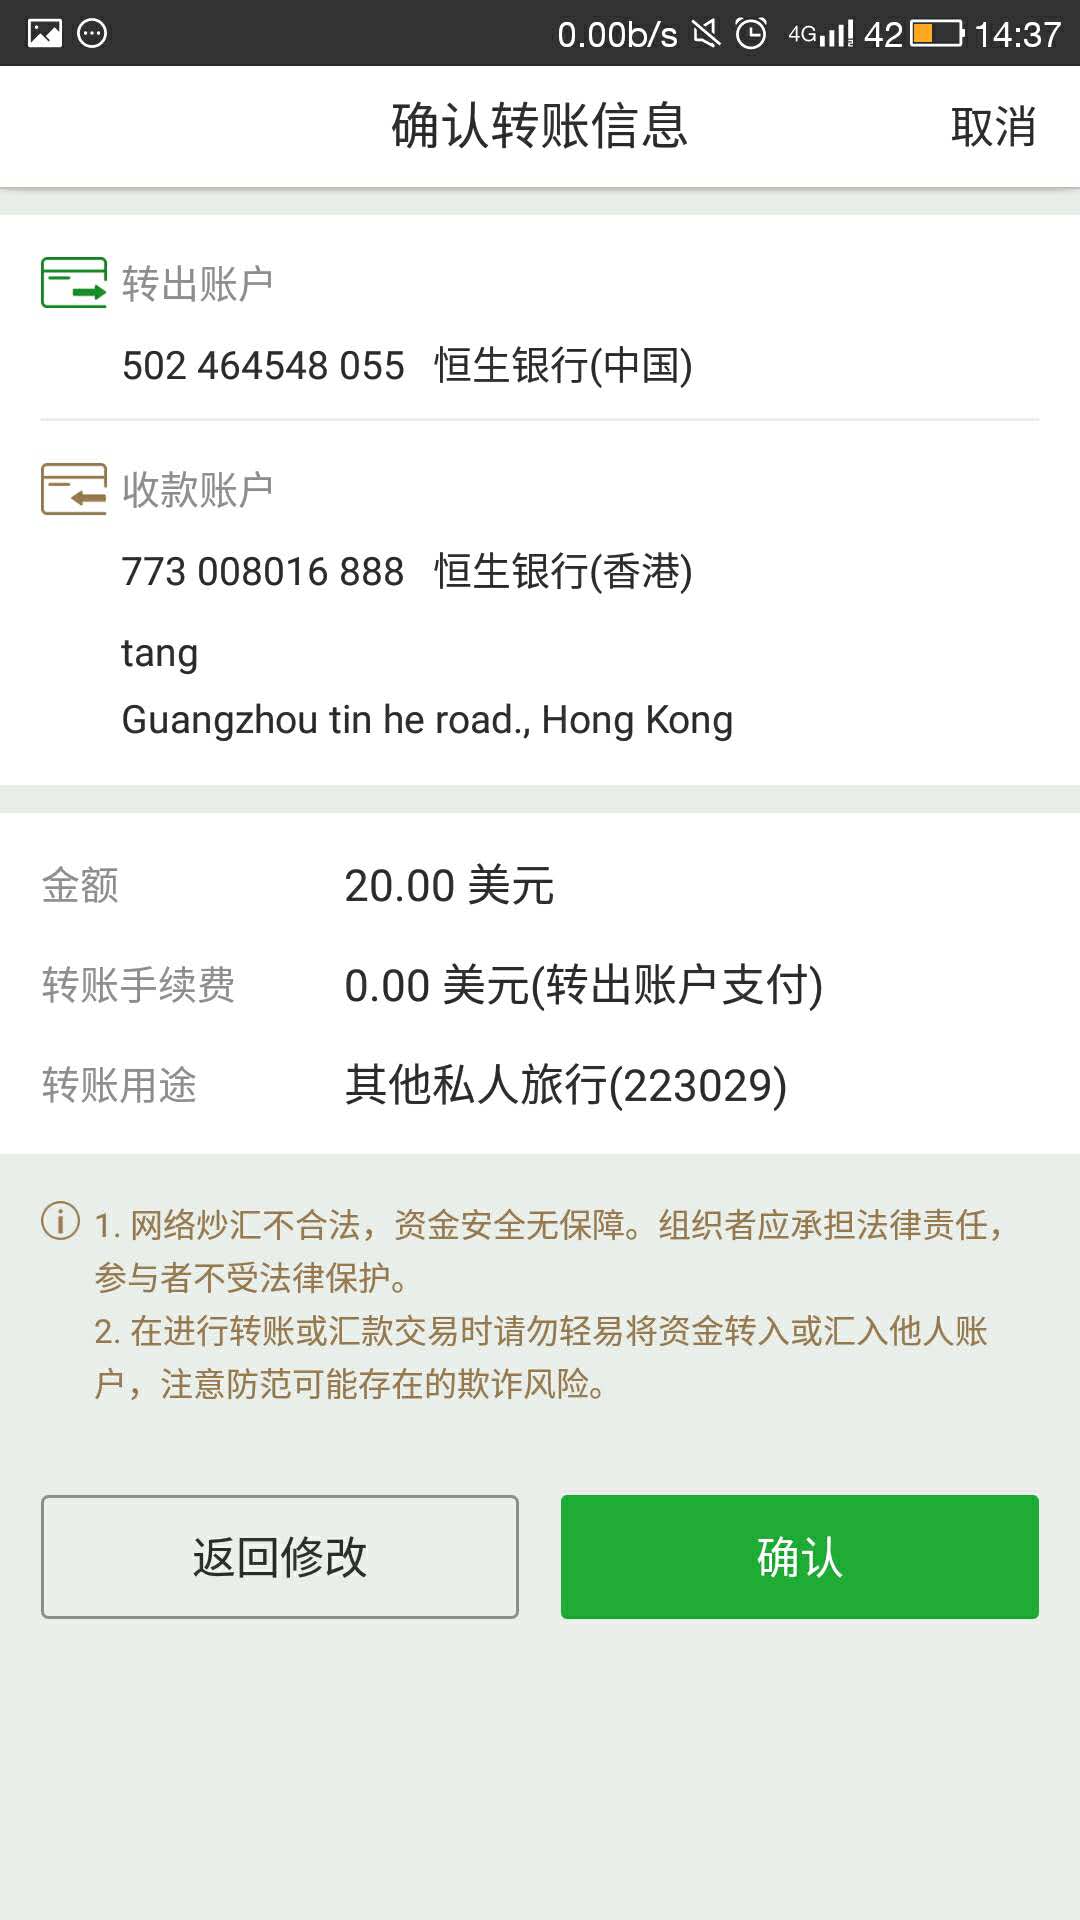 0.00b/s 4G 42 14:37
确认转账信息 取消
转出账户
502 464548 055 恒生银行(中国)
收款账户
773 008016 888 恒生银行(香港)
tang
Guangzhou tin he road., Hong Kong
金额 20.00 美元
转账手续费 0.00 美元(转出账户支付)
转账用途 其他私人旅行(223029)
1. 网络炒汇不合法，资金安全无保障。组织者应承担法律责任，
参与者不受法律保护。
2. 在进行转账或汇款交易时请勿轻易将资金转入或汇入他人账
户，注意防范可能存在的欺诈风险。
返回修改 确认